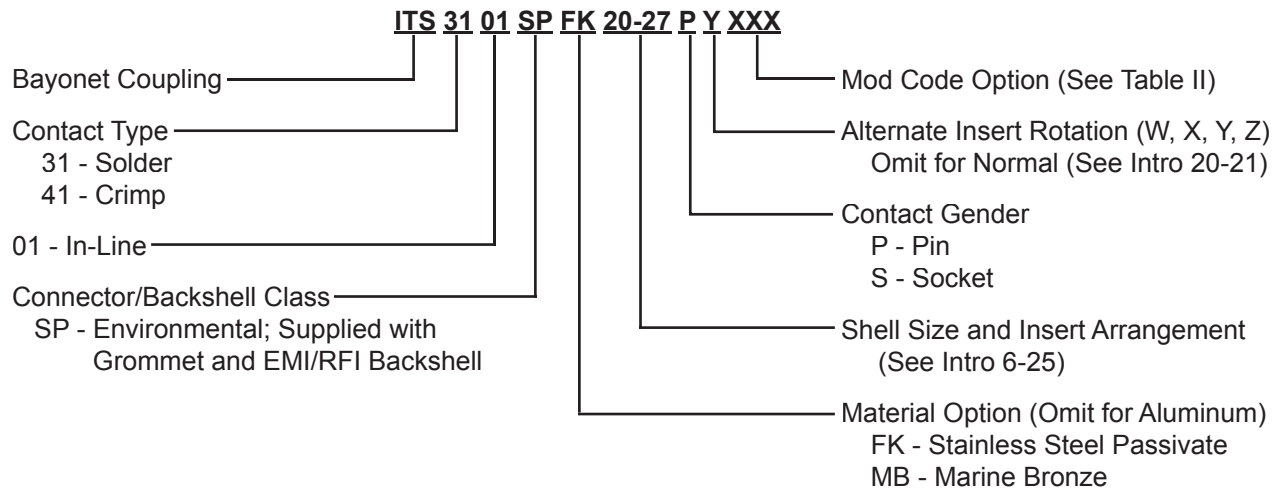 ITS 31 01 SP FK 20-27 P Y XXX
Bayonet Coupling
Contact Type
31 - Solder
41 - Crimp
01 - In-Line
Connector/Backshell Class
SP - Environmental; Supplied with
Grommet and EMI/RFI Backshell
Mod Code Option (See Table II)
Alternate Insert Rotation (W, X, Y, Z)
Omit for Normal (See Intro 20-21)
Contact Gender
P - Pin
S - Socket
Shell Size and Insert Arrangement
(See Intro 6-25)
Material Option (Omit for Aluminum)
FK - Stainless Steel Passivate
MB - Marine Bronze